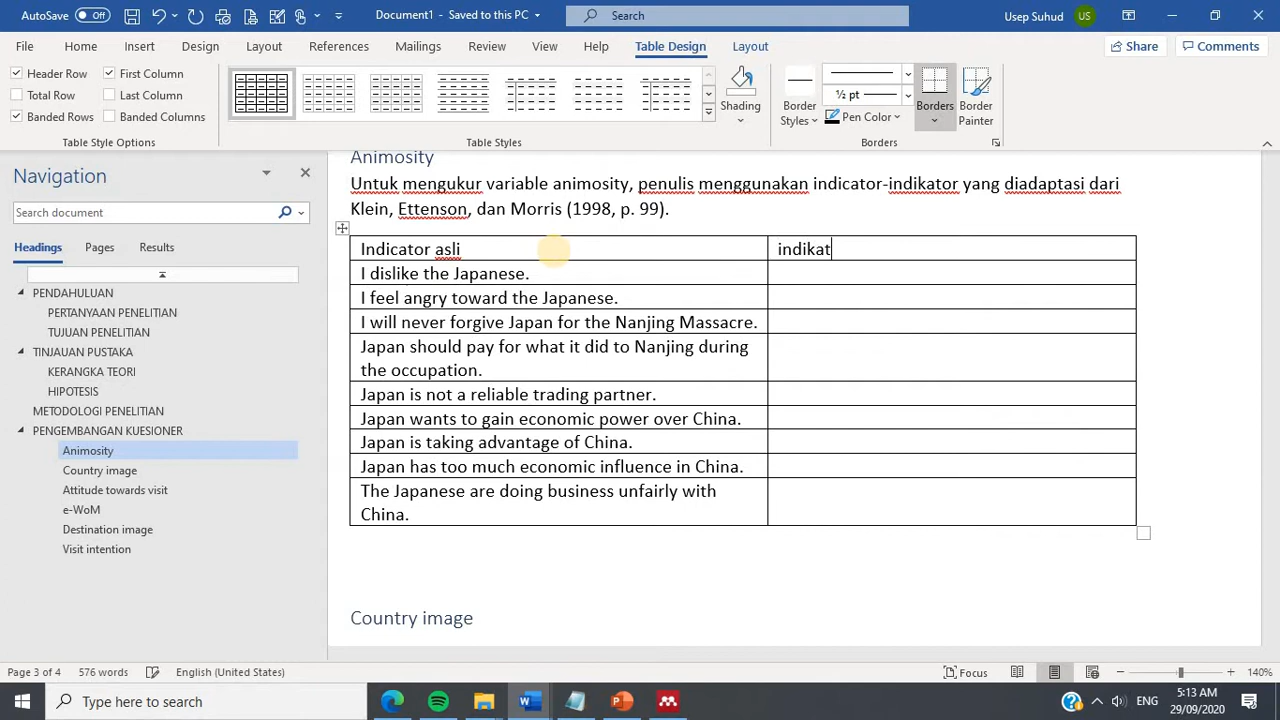 AutoSave Off Document1 - Saved to this PC Search Usep Suhud US
File Home Insert Design Layout References Mailings Review View Help Table Design Layout Share Comments
Header Row First Column
Total Row Last Column
Banded Rows Banded Columns
Shading
Border Styles
½ pt
Pen Color
Borders
Border Painter
Table Style Options Table Styles Borders
Navigation
Search document
Headings Pages Results
PENDAHULUAN
PERTANYAAN PENELITIAN
TUJUAN PENELITIAN
TINJAUAN PUSTAKA
KERANGKA TEORI
HIPOTESIS
METODOLOGI PENELITIAN
PENGEMBANGAN KUESIONER
Animosity
Country image
Attitude towards visit
e-WoM
Destination image
Visit intention
Animosity
Untuk mengukur variable animosity, penulis menggunakan indicator-indikator yang diadaptasi dari
Klein, Ettenson, dan Morris (1998, p. 99).
Indicator asli indikat
I dislike the Japanese.
I feel angry toward the Japanese.
I will never forgive Japan for the Nanjing Massacre.
Japan should pay for what it did to Nanjing during
the occupation.
Japan is not a reliable trading partner.
Japan wants to gain economic power over China.
Japan is taking advantage of China.
Japan has too much economic influence in China.
The Japanese are doing business unfairly with
China.
Country image
Page 3 of 4 576 words English (United States) Focus 140%
Type here to search ENG 5:13 AM
29/09/2020